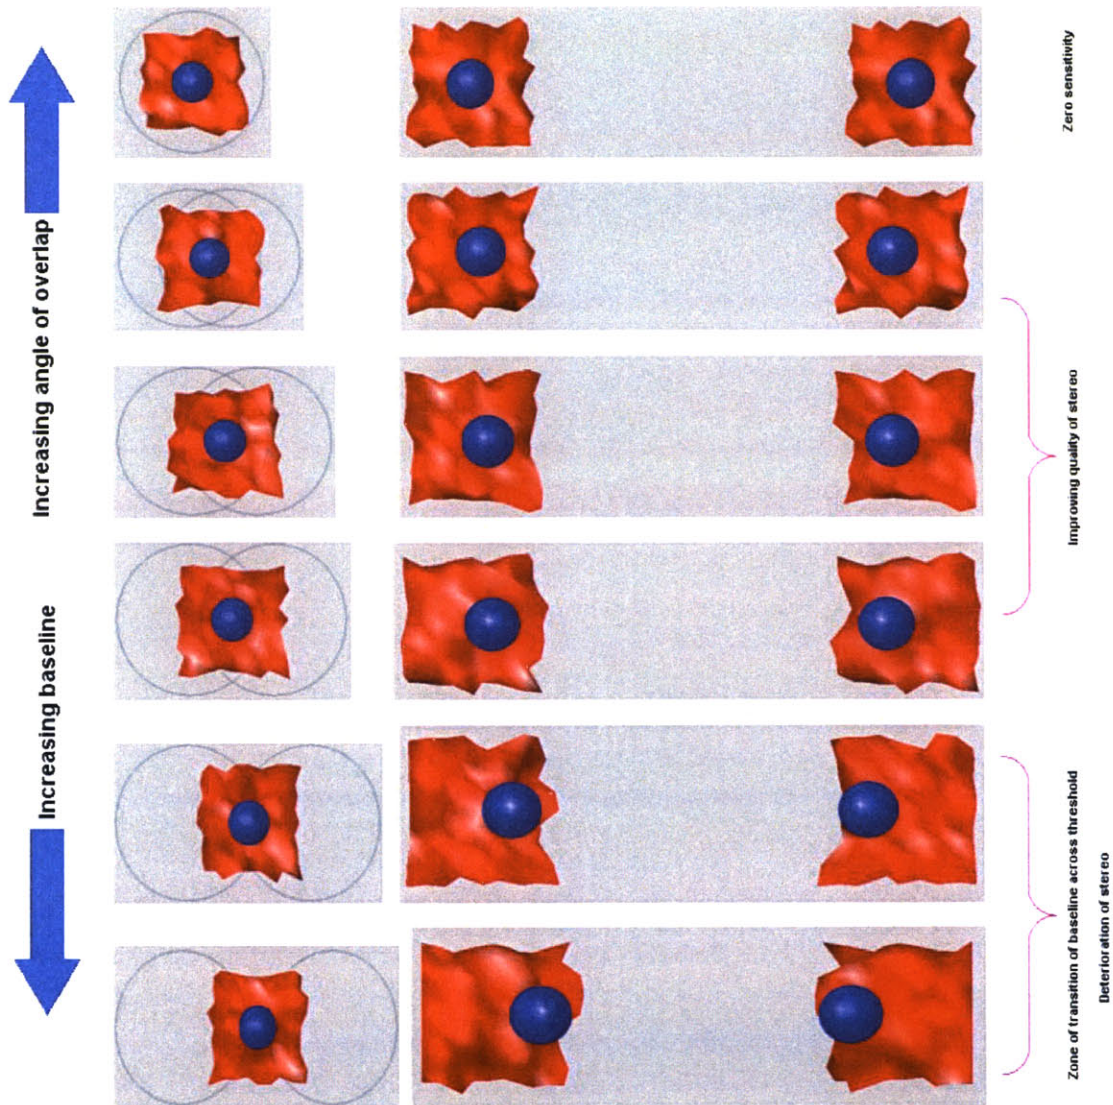 Increasing baseline
Increasing angle of overlap
Zone of transition of baseline across threshold
Deterioration of stereo
Improving quality of stereo
Zero sensitivity